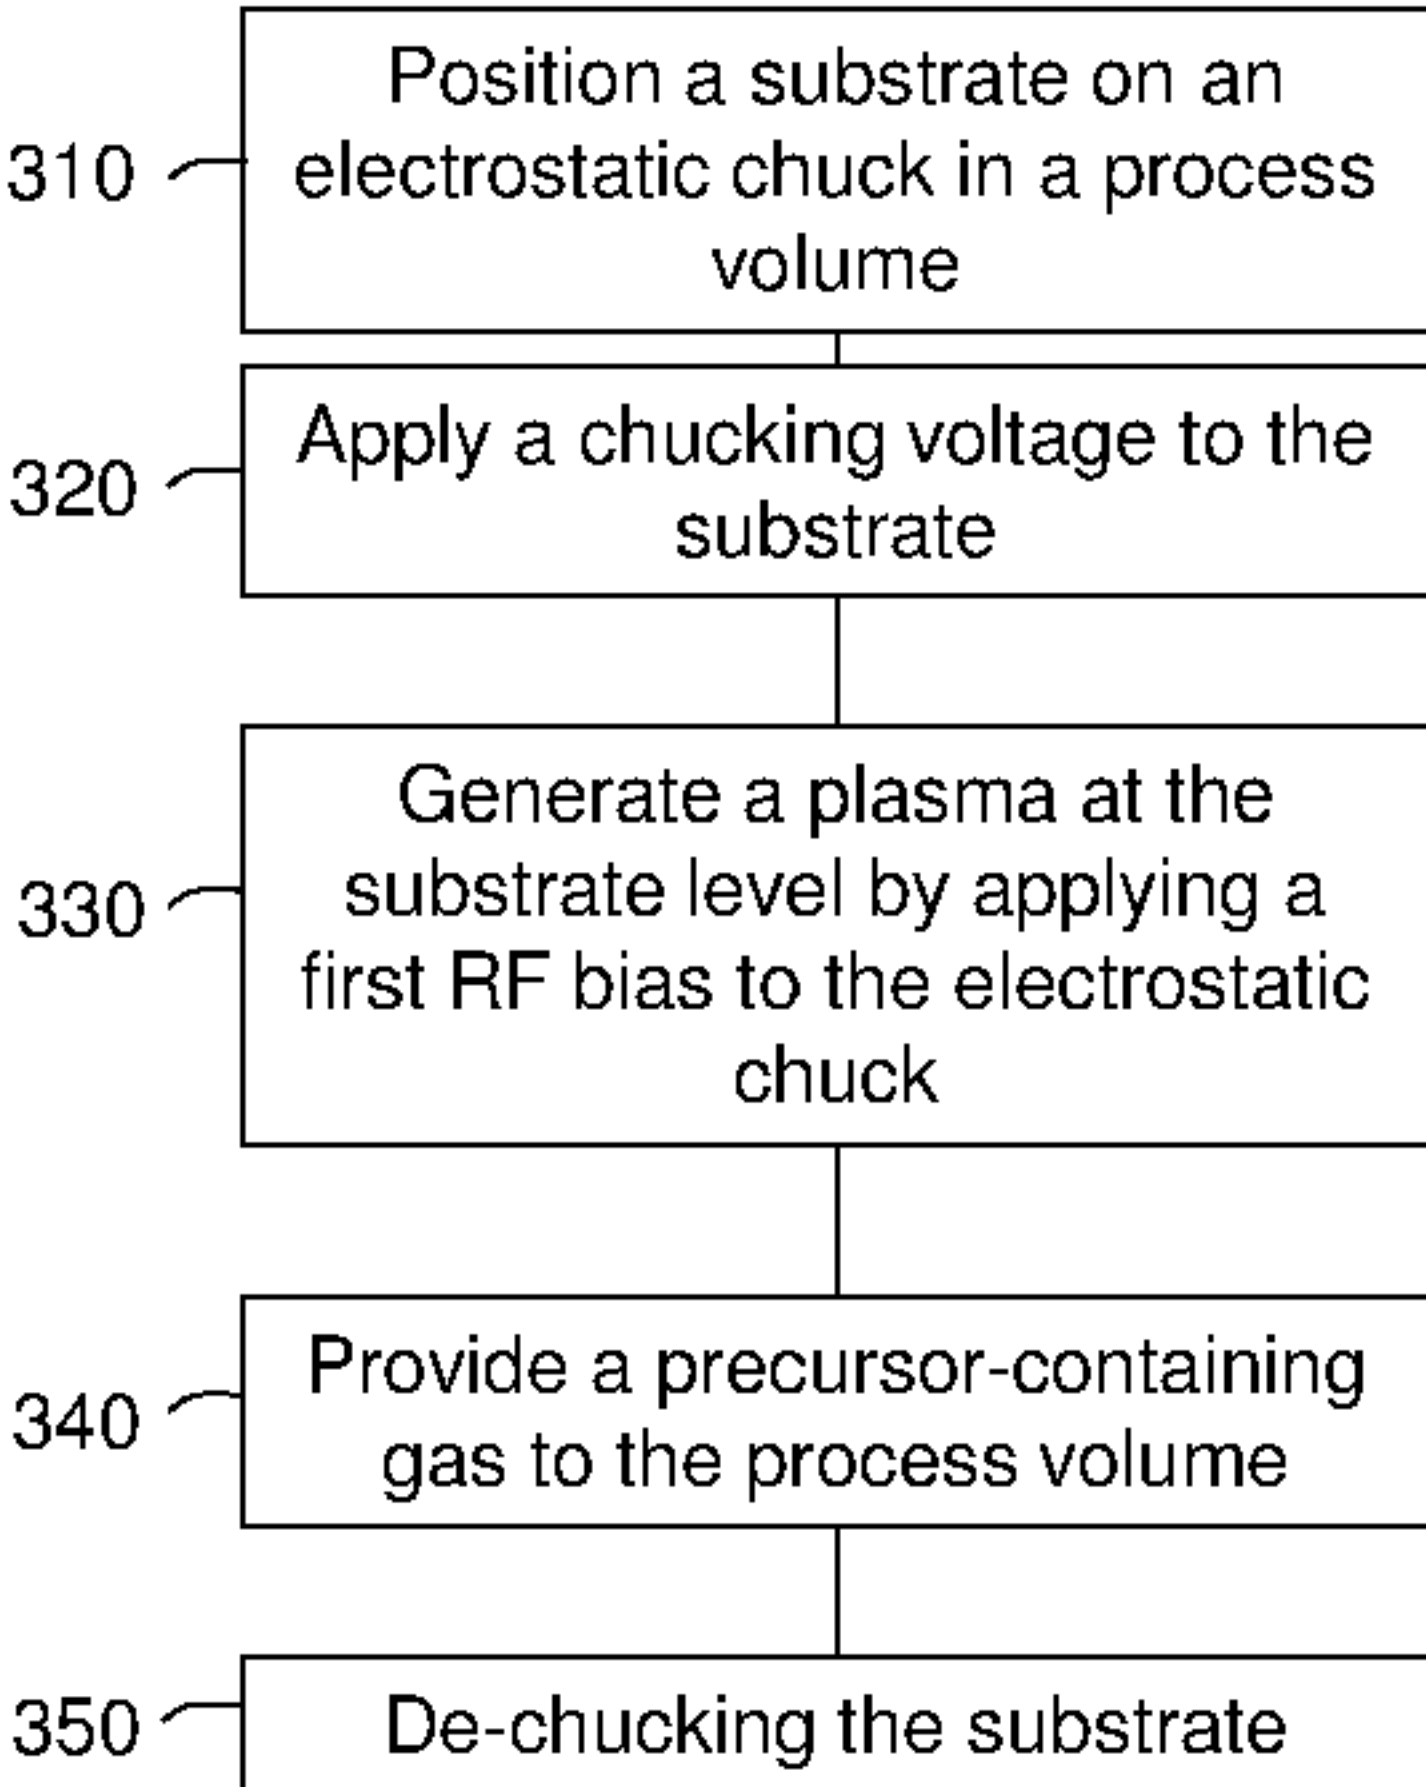 Position a substrate on an
310
electrostatic chuck in a process
volume
Apply a chucking voltage to the
320
substrate
Generate a plasma at the
substrate level by applying a
330
first RF bias to the electrostatic
chuck
Provide a precursor-containing
340
gas to the process volume
350
De-chucking the substrate